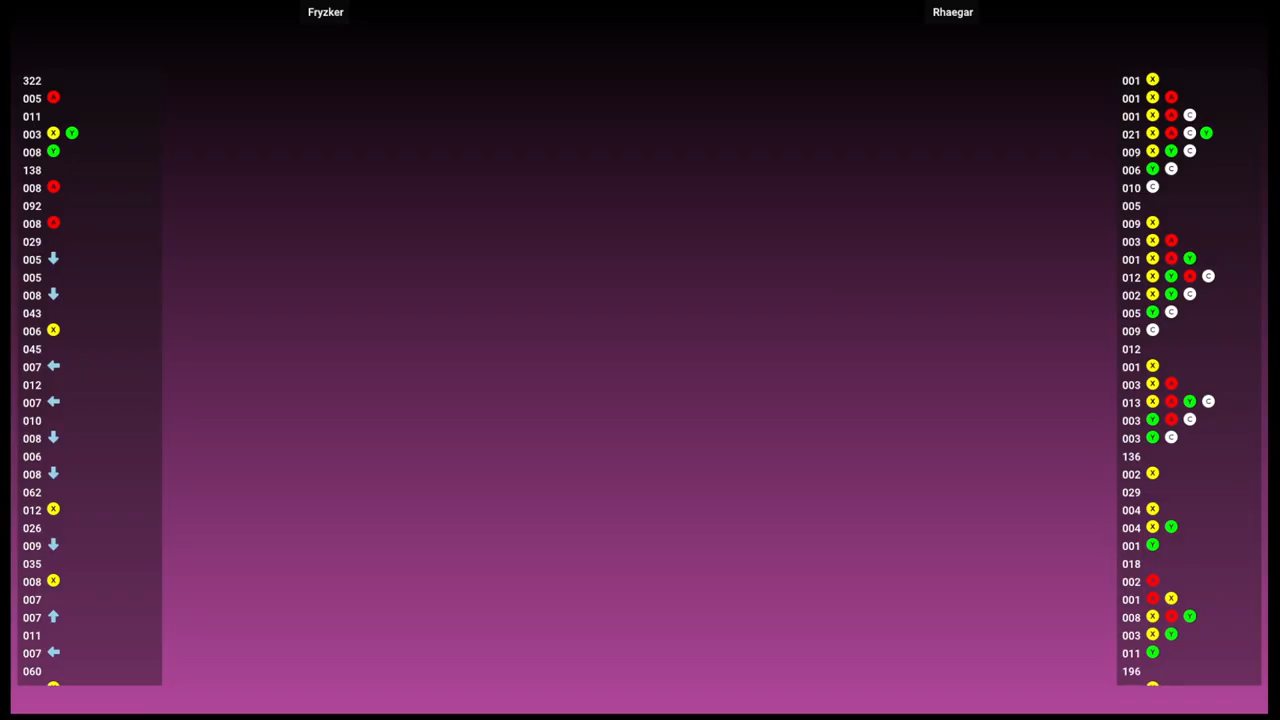 Fryzker
Rhaegar
322
005 A
011
003 X Y
008 Y
138
008 A
092
008 A
029
005
005
008
043
006 X
045
007
012
007
010
008
006
008
062
012 X
026
009
035
008 X
007
007
011
007
060
001 X
001 X A
001 X A C
021 X A C Y
009 X Y C
006 Y C
010 C
005
009 X
003 X A
001 X A Y
012 X Y A C
002 X Y C
005 Y C
009 C
012
001 X
003 X A
013 X A Y C
003 Y A C
003 Y C
136
002 X
029
004 X
004 X Y
001 Y
018
002 A
001 A X
008 X A Y
003 X Y
011 Y
196